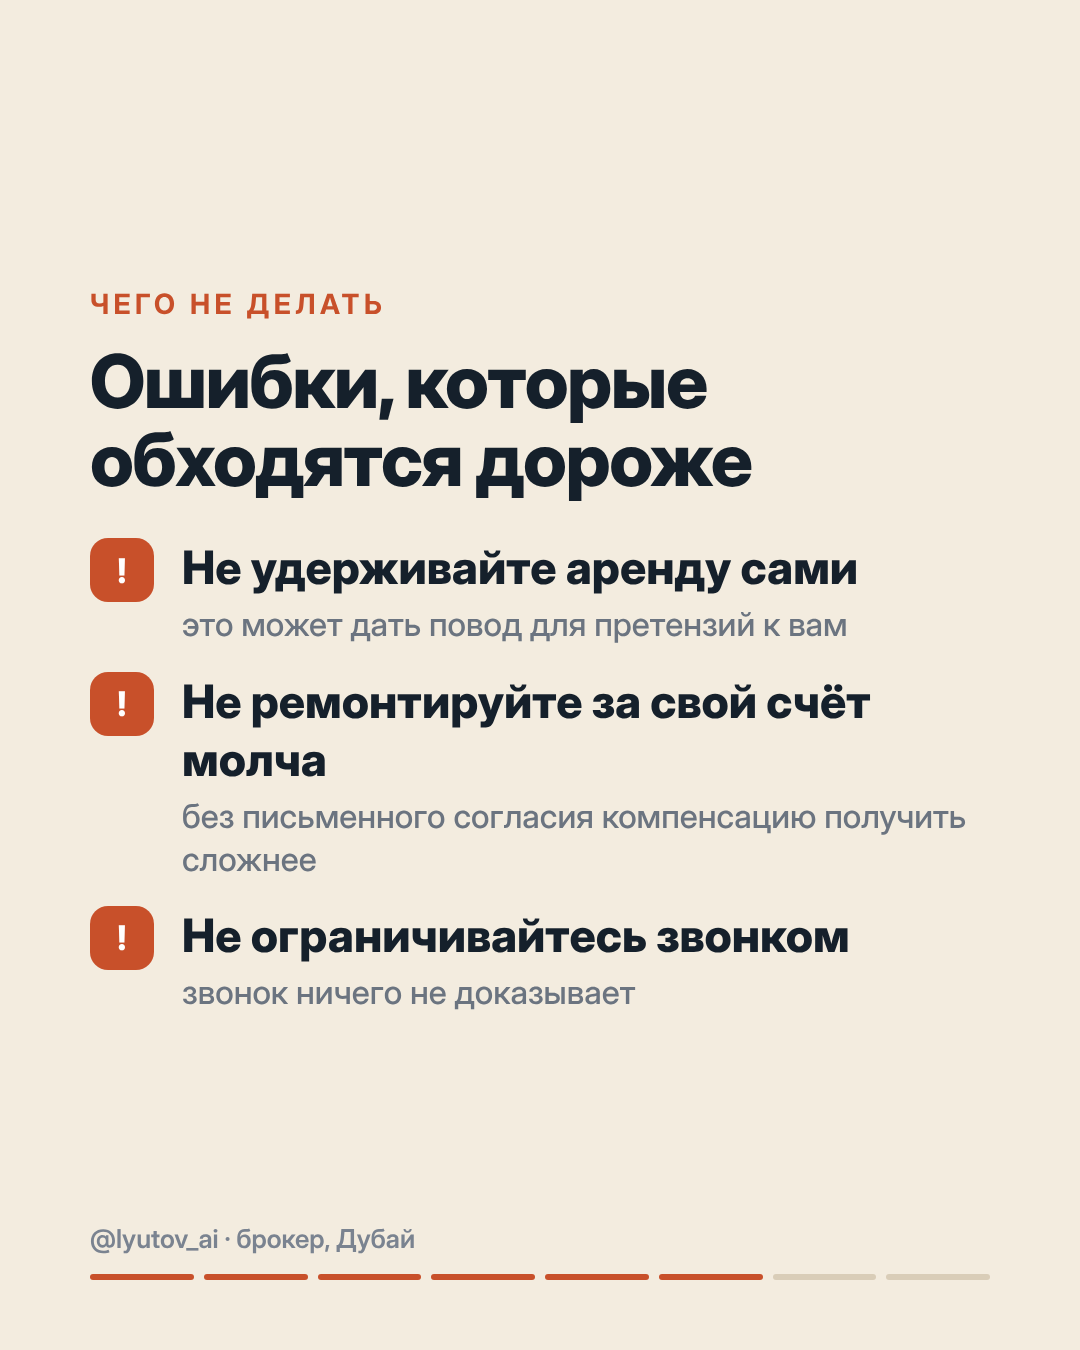 ЧЕГО НЕ ДЕЛАТЬ
Ошибки, которые
обходятся дороже
! Не удерживайте аренду сами
это может дать повод для претензий к вам
! Не ремонтируйте за свой счёт
молча
без письменного согласия компенсацию получить
сложнее
! Не ограничивайтесь звонком
звонок ничего не доказывает
@lyutov_ai · брокер, Дубай